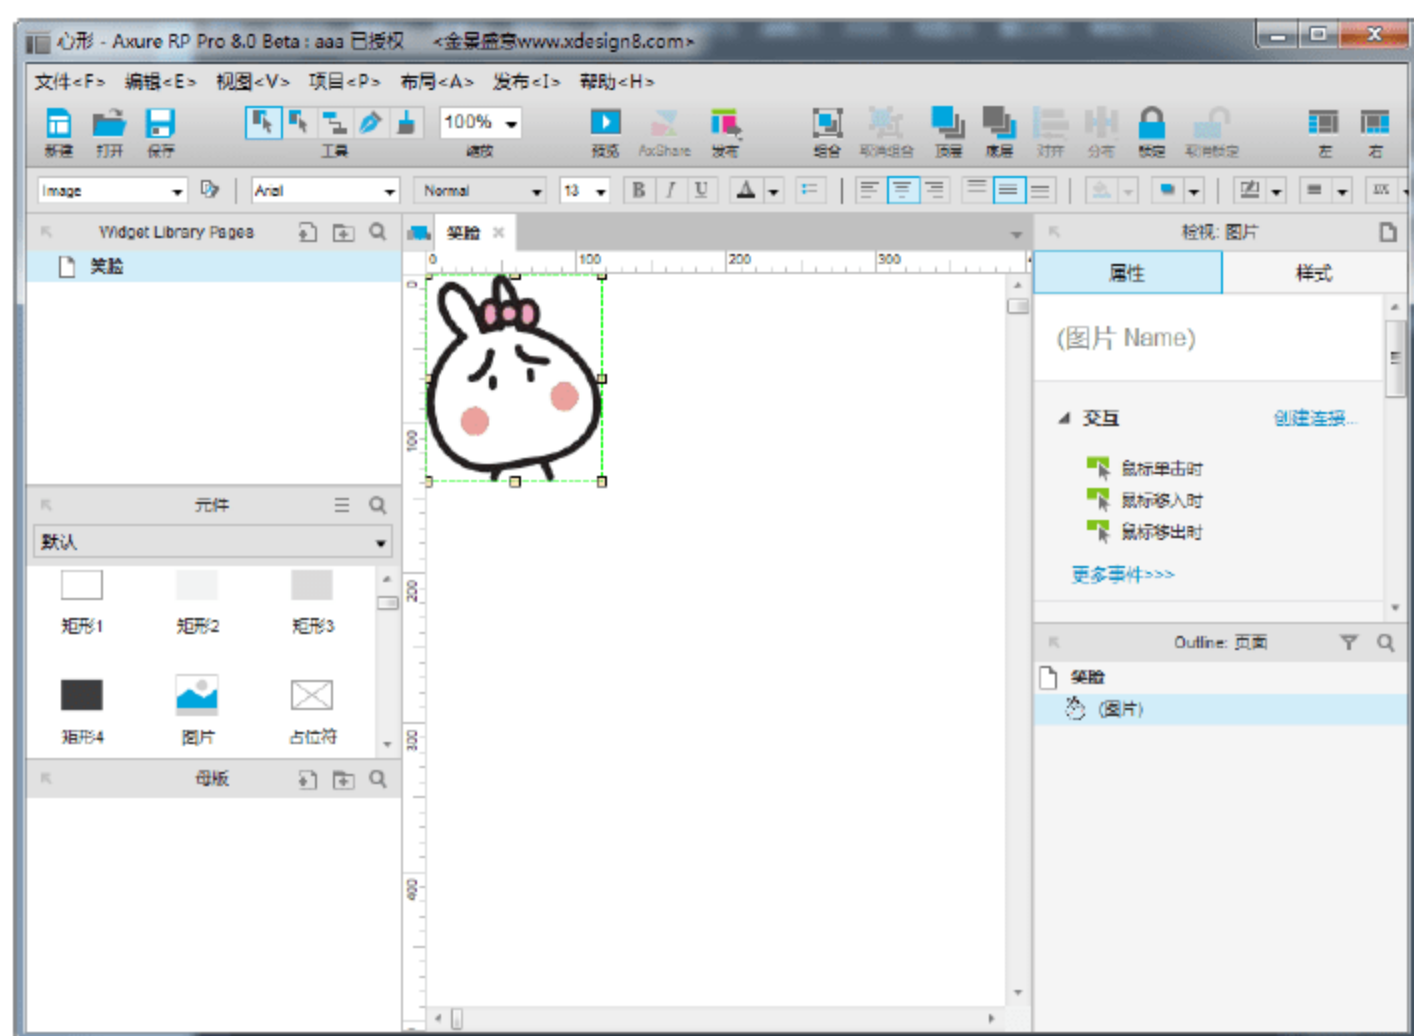 心形 - Axure RP Pro 8.0 Beta : aaa 已授权 <金景盛意www.xdesign8.com>
文件<F> 编辑<E> 视图<V> 项目<P> 布局<A> 发布<I> 帮助<H>
100%
新建 打开 保存 工具 缩放 预览 AxShare 发布 组合 取消组合 顶层 底层 对齐 分布 锁定 取消锁定 左 右
Image Arial Normal 13 B I U A
Widget Library Pages
笑脸
元件
默认
矩形1 矩形2 矩形3
矩形4 图片 占位符
母版
笑脸
0 100 200 300
0
100
200
300
400
检视: 图片
属性 样式
(图片 Name)
交互 创建连接...
鼠标单击时
鼠标移入时
鼠标移出时
更多事件>>>
Outline: 页面
笑脸
(图片)